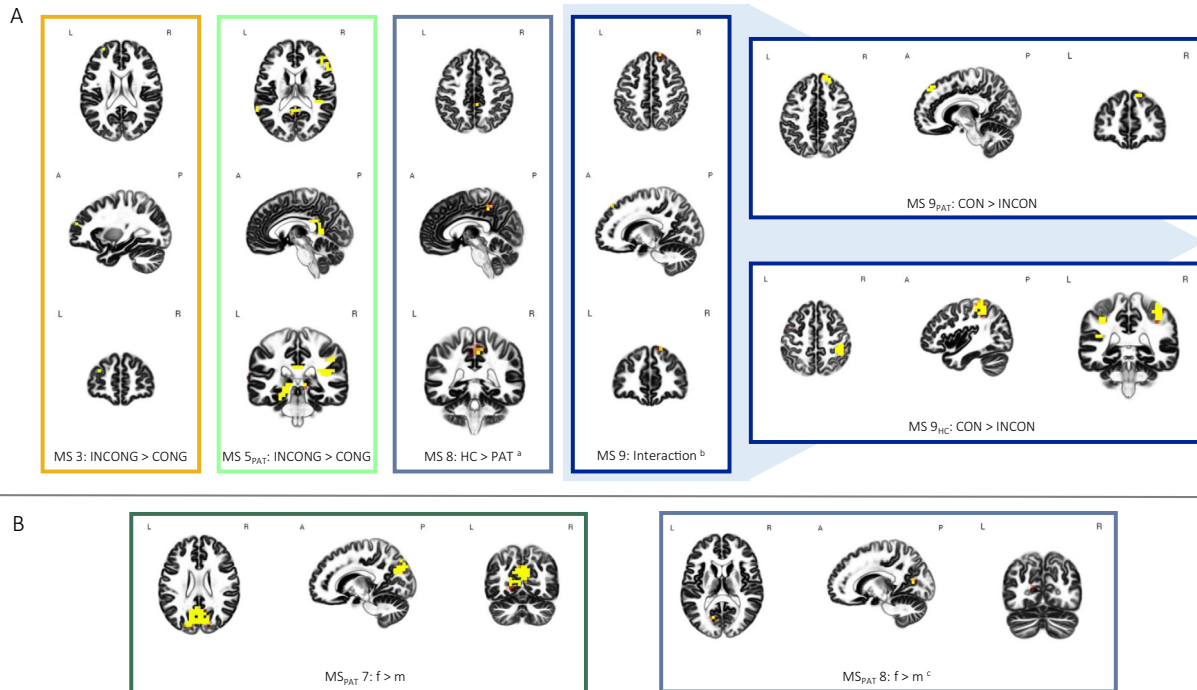 A
L R
L R
L R
L R
A P
A P
A P
A P
L R
L R
L R
L R
MS 3: INCONG > CONG
MS 5PAT: INCONG > CONG
MS 8: HC > PAT a
MS 9: Interaction b
L R A P L R
MS 9PAT: CON > INCON
L R A P L R
MS 9HC: CON > INCON
B
L R A P L R
MSPAT 7: f > m
L R A P L R
MSPAT 8: f > m c